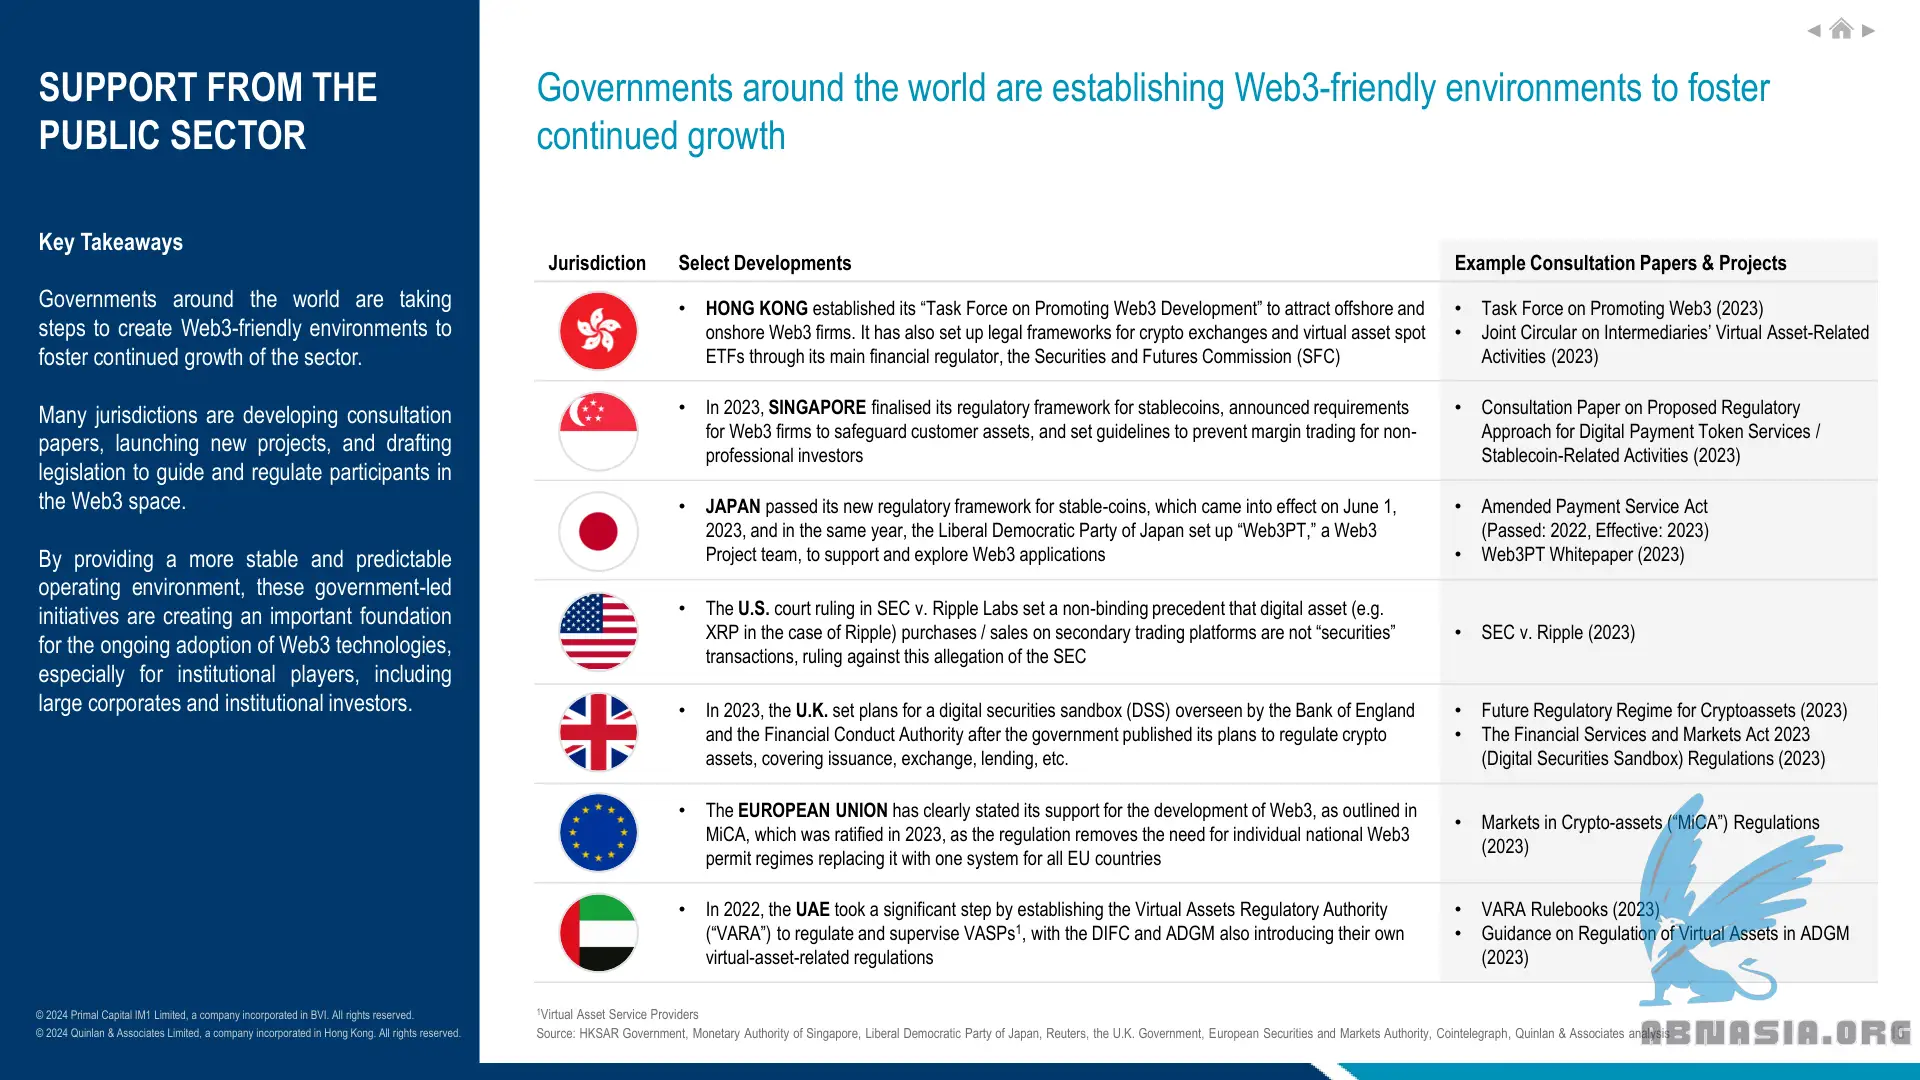 SUPPORT FROM THE
PUBLIC SECTOR
Key Takeaways
Governments around the world are taking
steps to create Web3-friendly environments to
foster continued growth of the sector.
Many jurisdictions are developing consultation
papers, launching new projects, and drafting
legislation to guide and regulate participants in
the Web3 space.
By providing a more stable and predictable
operating environment, these government-led
initiatives are creating an important foundation
for the ongoing adoption of Web3 technologies,
especially for institutional players, including
large corporates and institutional investors.
© 2024 Primal Capital IM1 Limited, a company incorporated in BVI. All rights reserved.
© 2024 Quinlan & Associates Limited, a company incorporated in Hong Kong. All rights reserved.
Governments around the world are establishing Web3-friendly environments to foster
continued growth
Jurisdiction Select Developments Example Consultation Papers & Projects
• HONG KONG established its “Task Force on Promoting Web3 Development” to attract offshore and
onshore Web3 firms. It has also set up legal frameworks for crypto exchanges and virtual asset spot
ETFs through its main financial regulator, the Securities and Futures Commission (SFC)
• Task Force on Promoting Web3 (2023)
• Joint Circular on Intermediaries’ Virtual Asset-Related
Activities (2023)
• In 2023, SINGAPORE finalised its regulatory framework for stablecoins, announced requirements
for Web3 firms to safeguard customer assets, and set guidelines to prevent margin trading for non-
professional investors
• Consultation Paper on Proposed Regulatory
Approach for Digital Payment Token Services /
Stablecoin-Related Activities (2023)
• JAPAN passed its new regulatory framework for stable-coins, which came into effect on June 1,
2023, and in the same year, the Liberal Democratic Party of Japan set up “Web3PT,” a Web3
Project team, to support and explore Web3 applications
• Amended Payment Service Act
(Passed: 2022, Effective: 2023)
• Web3PT Whitepaper (2023)
• The U.S. court ruling in SEC v. Ripple Labs set a non-binding precedent that digital asset (e.g.
XRP in the case of Ripple) purchases / sales on secondary trading platforms are not “securities”
transactions, ruling against this allegation of the SEC
• SEC v. Ripple (2023)
• In 2023, the U.K. set plans for a digital securities sandbox (DSS) overseen by the Bank of England
and the Financial Conduct Authority after the government published its plans to regulate crypto
assets, covering issuance, exchange, lending, etc.
• Future Regulatory Regime for Cryptoassets (2023)
• The Financial Services and Markets Act 2023
(Digital Securities Sandbox) Regulations (2023)
• The EUROPEAN UNION has clearly stated its support for the development of Web3, as outlined in
MiCA, which was ratified in 2023, as the regulation removes the need for individual national Web3
permit regimes replacing it with one system for all EU countries
• Markets in Crypto-assets (“MiCA”) Regulations
(2023)
• In 2022, the UAE took a significant step by establishing the Virtual Assets Regulatory Authority
(“VARA”) to regulate and supervise VASPs¹, with the DIFC and ADGM also introducing their own
virtual-asset-related regulations
• VARA Rulebooks (2023)
• Guidance on Regulation of Virtual Assets in ADGM
(2023)
¹Virtual Asset Service Providers
Source: HKSAR Government, Monetary Authority of Singapore, Liberal Democratic Party of Japan, Reuters, the U.K. Government, European Securities and Markets Authority, Cointelegraph, Quinlan & Associates analysis
ABNASIA.ORG